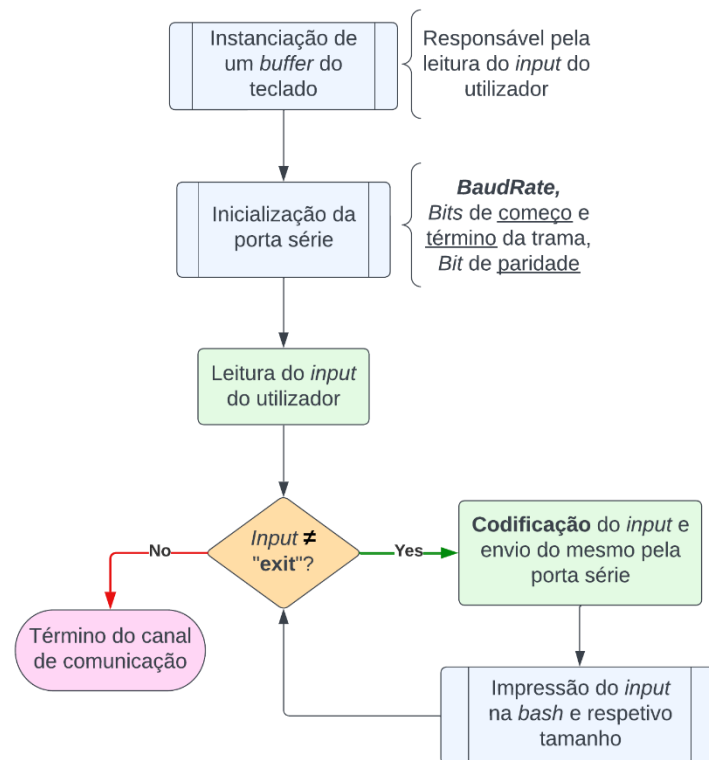 Instanciação de
um buffer do
teclado
Responsável pela
leitura do input do
utilizador
Inicialização da
porta série
BaudRate,
Bits de começo e
término da trama,
Bit de paridade
Leitura do input
do utilizador
Input ≠
"exit"?
No
Yes
Codificação do input e
envio do mesmo pela
porta série
Término do canal
de comunicação
Impressão do input
na bash e respetivo
tamanho